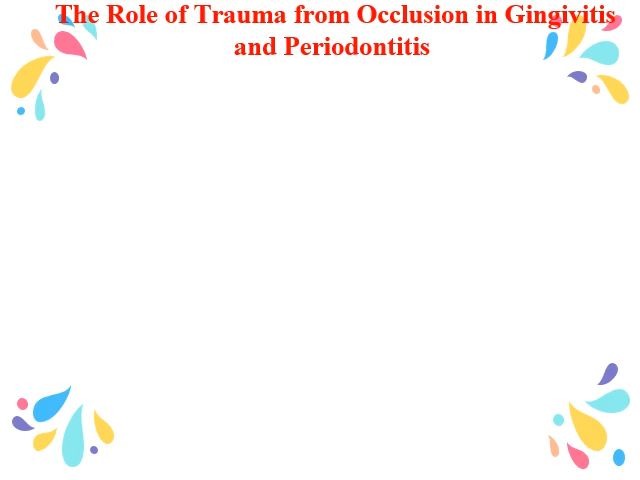 The Role of Trauma from Occlusion in Gingivitis
and Periodontitis